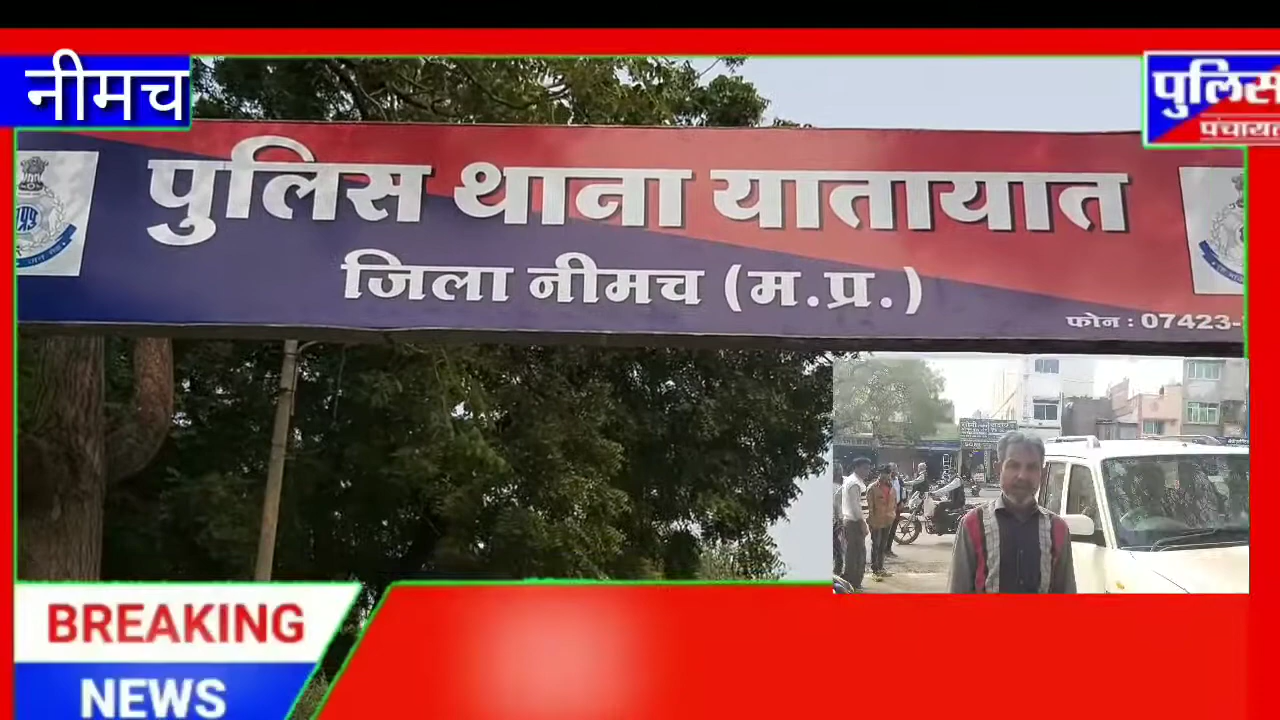 नीमच
पुलिस
पंचायत
पुलिस थाना यातायात
जिला नीमच (म.प्र.)
फोन : 07423-
BREAKING
NEWS